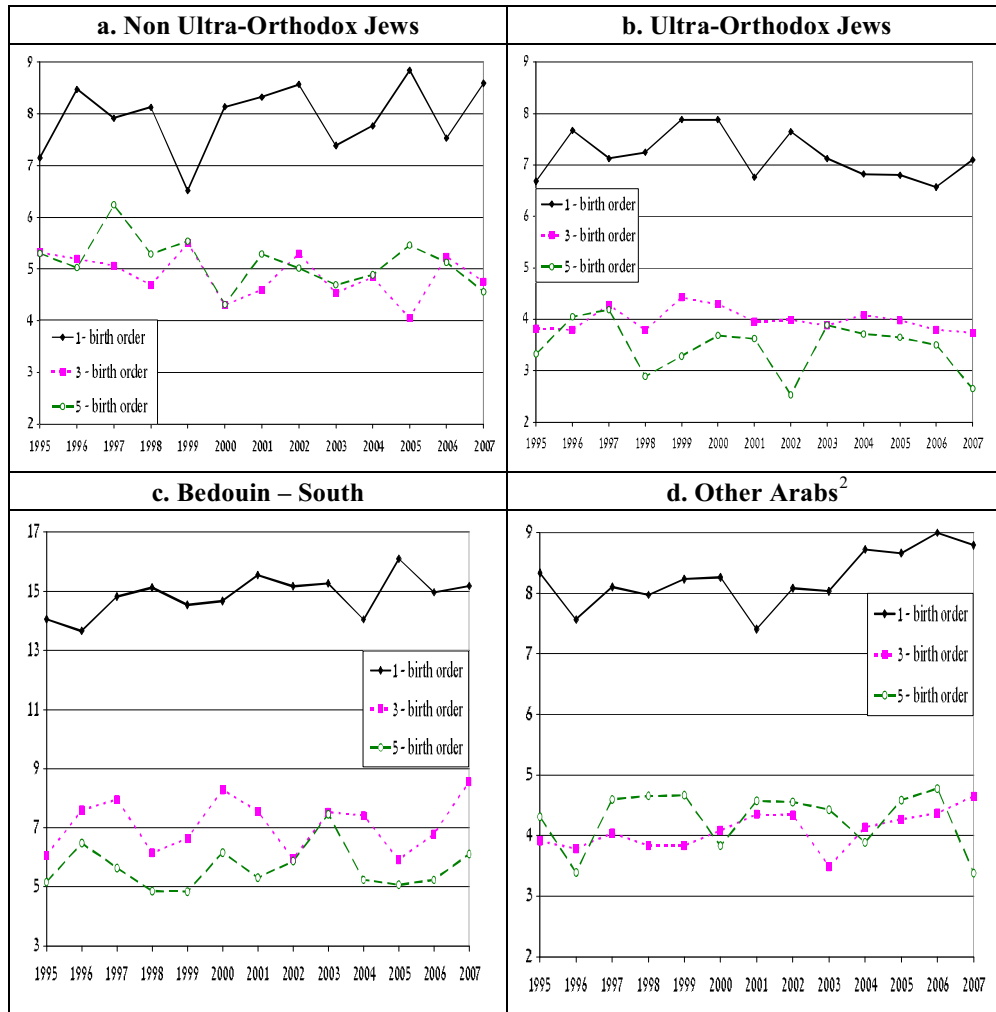 a. Non Ultra-Orthodox Jews
9
8
7
6
5
4
3
2
1- birth order
3 - birth order
5 - birth order
1995 1996 1997 1998 1999 2000 2001 2002 2003 2004 2005 2006 2007
b. Ultra-Orthodox Jews
9
8
7
6
5
4
3
2
1 - birth order
3 - birth order
5 - birth order
1995 1996 1997 1998 1999 2000 2001 2002 2003 2004 2005 2006 2007
c. Bedouin – South
17
15
13
11
9
7
5
3
1 - birth order
3 - birth order
5 - birth order
1995 1996 1997 1998 1999 2000 2001 2002 2003 2004 2005 2006 2007
d. Other Arabs²
9
8
7
6
5
4
3
2
1 - birth order
3 - birth order
5 - birth order
1995 1996 1997 1998 1999 2000 2001 2002 2003 2004 2005 2006 2007